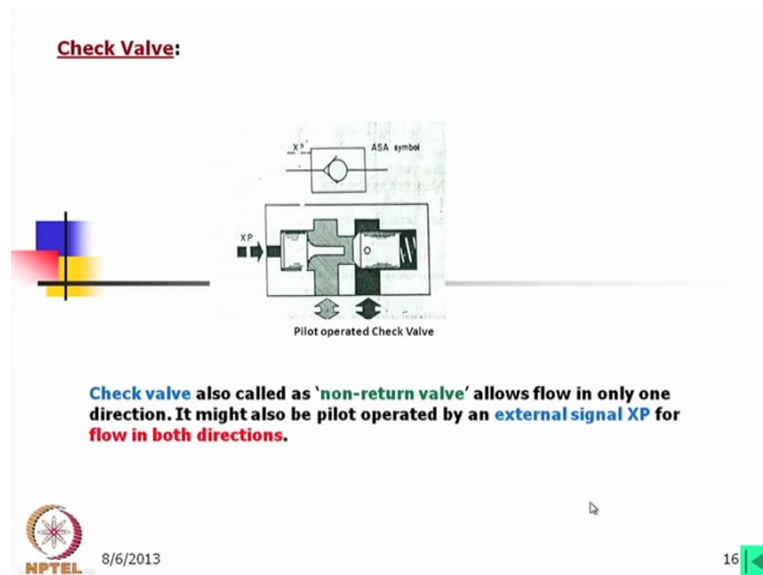 Check Valve:
XP
ASA symbol
XP
Pilot operated Check Valve
Check valve also called as ‘non-return valve’ allows flow in only one
direction. It might also be pilot operated by an external signal XP for
flow in both directions.
NPTEL
8/6/2013
16